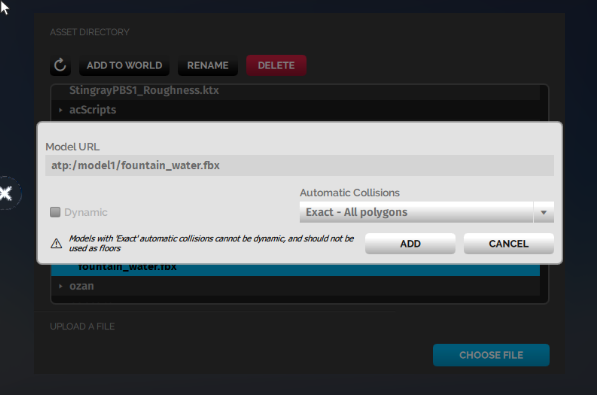 ASSET DIRECTORY
ADD TO WORLD RENAME DELETE
StingrayPBS1_Roughness.ktx
acScripts
Model URL
atp:/model1/fountain_water.fbx
Automatic Collisions
Dynamic
Exact - All polygons
Models with 'Exact' automatic collisions cannot be dynamic, and should not be
used as floors
ADD CANCEL
fountain_water.fbx
ozan
UPLOAD A FILE
CHOOSE FILE